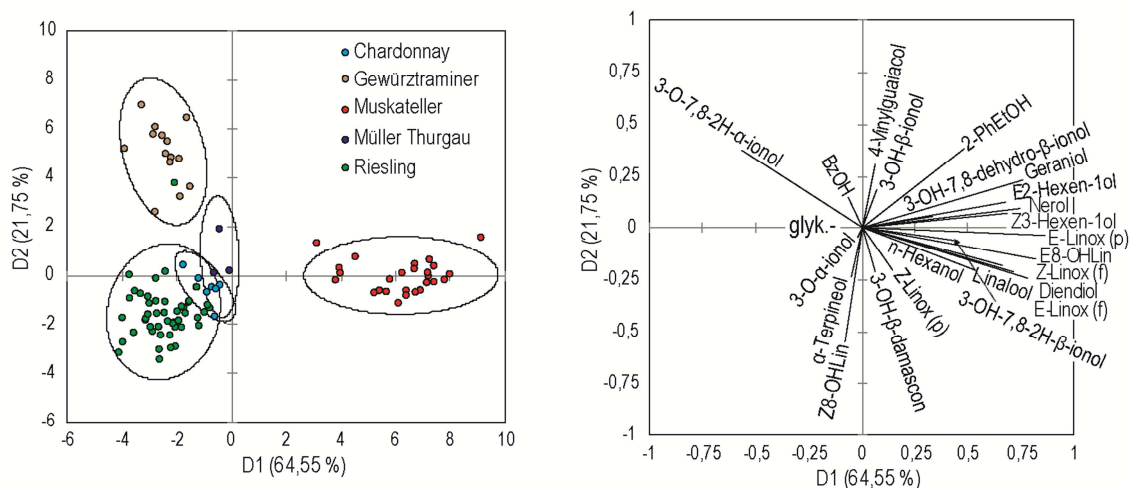 10
8
6
4
2
0
-2
-4
-6
-6
-4
-2
-0
2
4
6
8
10
D2 (21,75 %)
D1 (64,55 %)
Chardonnay
Gewürztraminer
Muskateller
Müller Thurgau
Riesling
1
0,75
0,5
0,25
0
-0,25
-0,5
-0,75
-1
-1
-0,75
-0,5
-0,25
0
0,25
0,5
0,75
1
D2 (21,75 %)
D1 (64,55 %)
3-O-7,8-2H-α-ionol
BzOH
4-Vinylguaiacol
3-OH-β-ionol
2-PhEtOH
3-OH-7,8-dehydro-β-ionol
Geraniol
E2-Hexen-1ol
Nerol
Z3-Hexen-1ol
E-Linox (p)
E8-OHLin
Z-Linox (f)
Diendiol
E-Linox (f)
glyk.-
3-O-α-ionol
α-Terpineol
Z8-OHLin
n-Hexanol
Z-Linox (p)
3-OH-β-damascon
Linalool
3-OH-7,8-2H-β-ionol